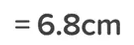 = 6.8cm